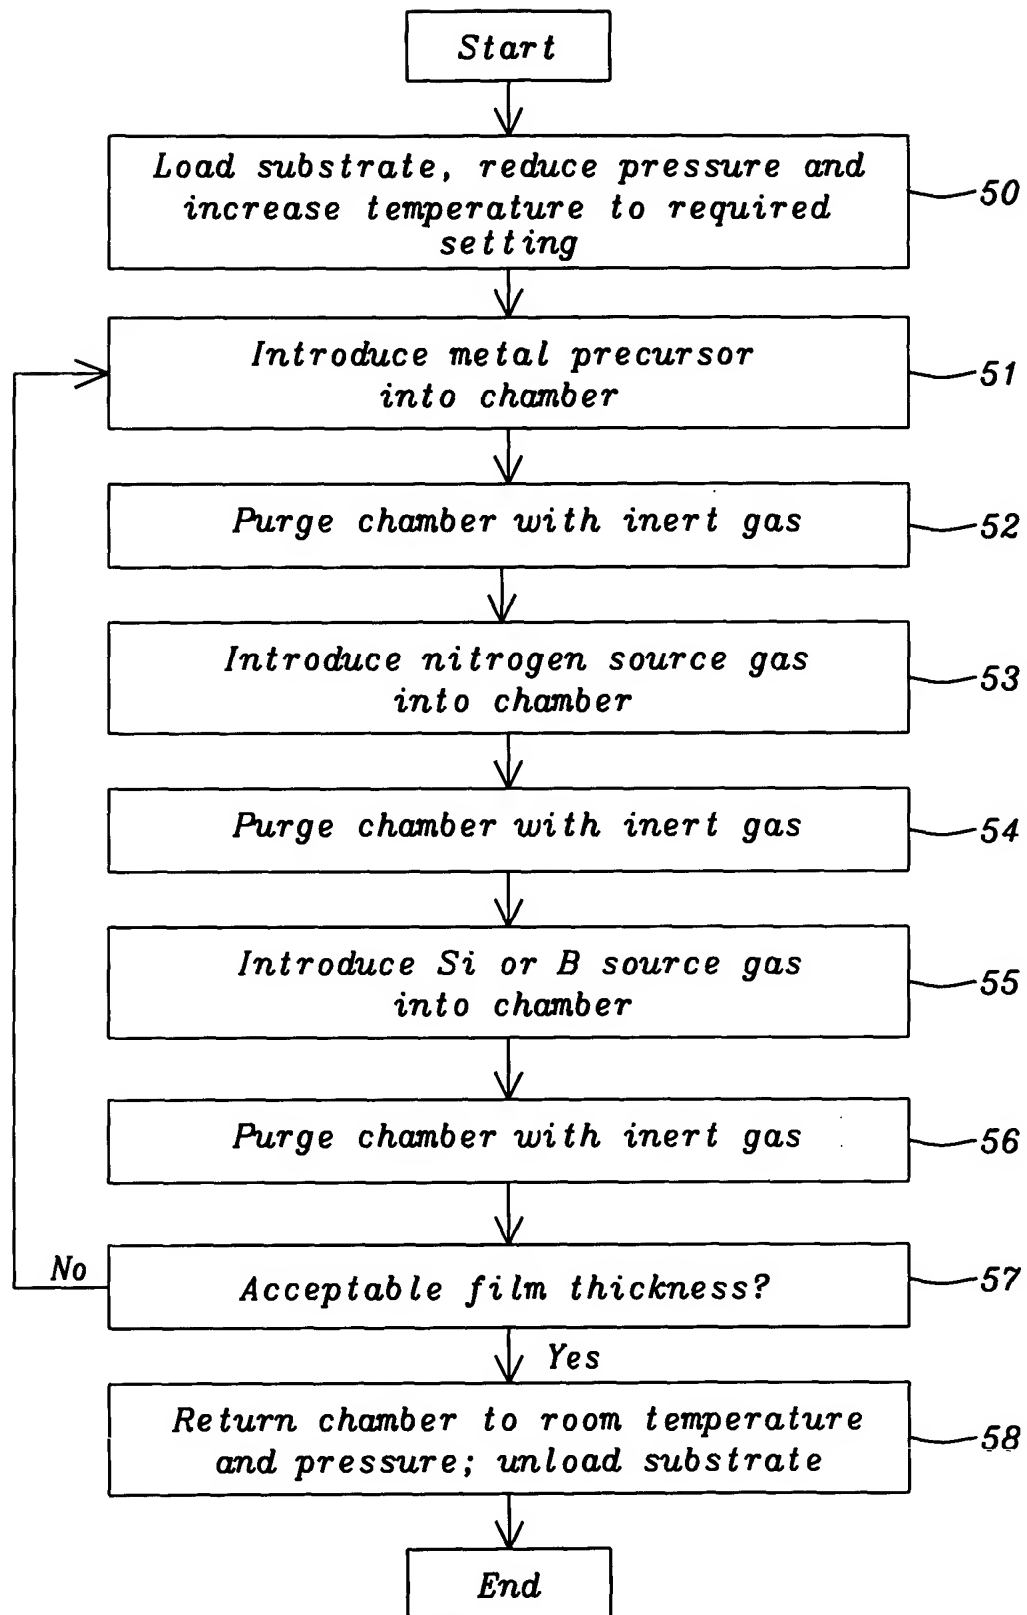 Start
Load substrate, reduce pressure and
increase temperature to required
setting
50
Introduce metal precursor
into chamber
51
Purge chamber with inert gas
52
Introduce nitrogen source gas
into chamber
53
Purge chamber with inert gas
54
Introduce Si or B source gas
into chamber
55
Purge chamber with inert gas
56
No
Acceptable film thickness?
57
Yes
Return chamber to room temperature
and pressure; unload substrate
58
End